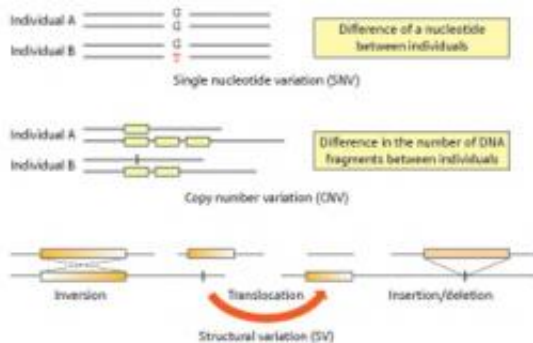 Individual A
G
G
Difference of a nucleotide
between individuals
Individual B
G
T
Single nucleotide variation (SNV)
Individual A
Difference in the number of DNA
fragments between individuals
Individual B
Copy number variation (CNV)
Inversion
Translocation
Insertion/deletion
Structural variation (SV)